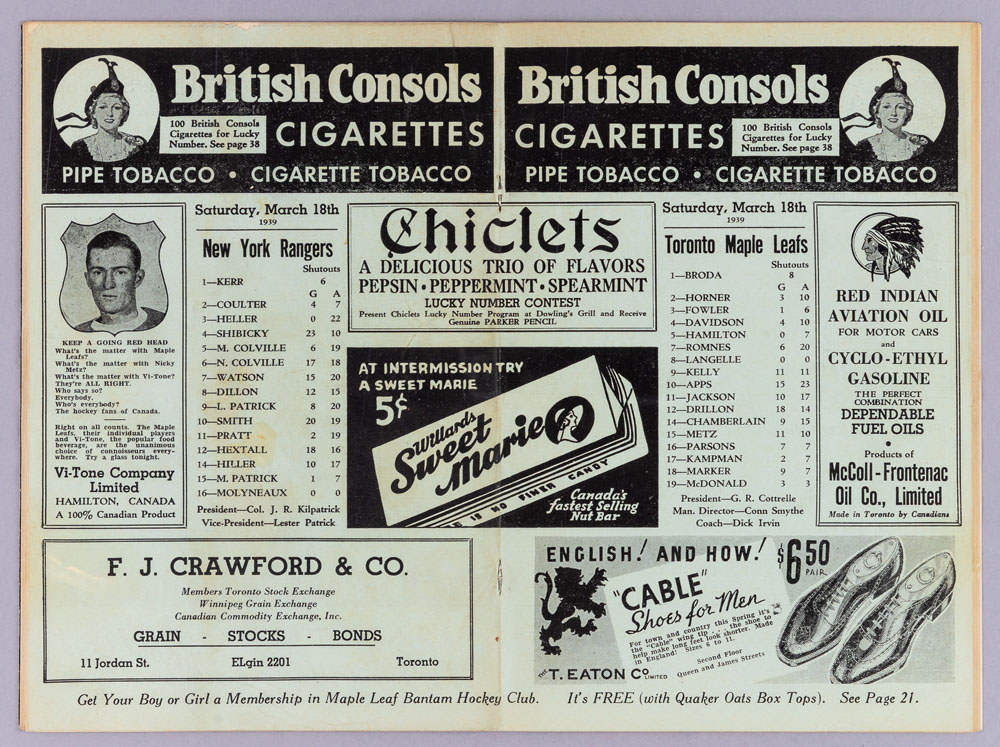 British Consols
100 British Consols
Cigarettes for Lucky
Number. See page 38
CIGARETTES
PIPE TOBACCO • CIGARETTE TOBACCO
British Consols
CIGARETTES
100 British Consols
Cigarettes for Lucky
Number. See page 38
PIPE TOBACCO • CIGARETTE TOBACCO
KEEP A GOING RED HEAD
What's the matter with Maple
Leafs?
What's the matter with Nicky
Metz?
What's the matter with Vi-Tone?
They're ALL RIGHT.
Who says so?
Everybody.
Who's everybody?
The hockey fans of Canada.
Right on all counts. The Maple
Leafs, their individual players
and Vi-Tone, the popular food
beverage, are the unanimous
choice of connoisseurs every-
where. Try a glass tonight.
Vi-Tone Company
Limited
HAMILTON, CANADA
A 100% Canadian Product
Saturday, March 18th
1939
New York Rangers
Shutouts
1—KERR 6
G A
2—COULTER 4 7
3—HELLER 0 22
4—SHIBICKY 23 10
5—M. COLVILLE 6 19
6—N. COLVILLE 17 18
7—WATSON 15 20
8—DILLON 12 15
9—L. PATRICK 8 20
10—SMITH 20 19
11—PRATT 2 19
12—HEXTALL 18 16
14—HILLER 10 17
15—M. PATRICK 1 7
16—MOLYNEAUX 0 0
President—Col. J. R. Kilpatrick
Vice-President—Lester Patrick
Chiclets
A DELICIOUS TRIO OF FLAVORS
PEPSIN • PEPPERMINT • SPEARMINT
LUCKY NUMBER CONTEST
Present Chiclets Lucky Number Program at Dowling's Grill and Receive
Genuine PARKER PENCIL
AT INTERMISSION TRY
A SWEET MARIE
5¢
Willards
Sweet
Marie
E IS NO FINER CANDY
Canada's
fastest Selling
Nut Bar
Saturday, March 18th
1939
Toronto Maple Leafs
Shutouts
1—BRODA 8
G A
2—HORNER 3 10
3—FOWLER 1 6
4—DAVIDSON 4 10
5—HAMILTON 0 7
7—ROMNES 6 20
8—LANGELLE 0 0
9—KELLY 11 11
10—APPS 15 23
11—JACKSON 10 17
12—DRILLON 18 14
14—CHAMBERLAIN 9 15
15—METZ 11 10
16—PARSONS 7 7
17—KAMPMAN 2 7
18—MARKER 9 7
19—McDONALD 3 3
President—G. R. Cottrelle
Man. Director—Conn Smythe
Coach—Dick Irvin
RED INDIAN
AVIATION OIL
FOR MOTOR CARS
and
CYCLO-ETHYL
GASOLINE
THE PERFECT
COMBINATION
DEPENDABLE
FUEL OILS
•
Products of
McColl-Frontenac
Oil Co., Limited
Made in Toronto by Canadians
F. J. CRAWFORD & CO.
Members Toronto Stock Exchange
Winnipeg Grain Exchange
Canadian Commodity Exchange, Inc.
GRAIN - STOCKS - BONDS
11 Jordan St. ELgin 2201 Toronto
ENGLISH! AND HOW!
$6.50
PAIR
"CABLE"
Shoes for Men
For town and country this Spring it's
the "Cable" wing tip . . . the shoe to
help make long feet look shorter. Made
in England! Sizes 6 to 11.
Second Floor
Queen and James Streets
THE T. EATON CO LIMITED
Get Your Boy or Girl a Membership in Maple Leaf Bantam Hockey Club. It's FREE (with Quaker Oats Box Tops). See Page 21.